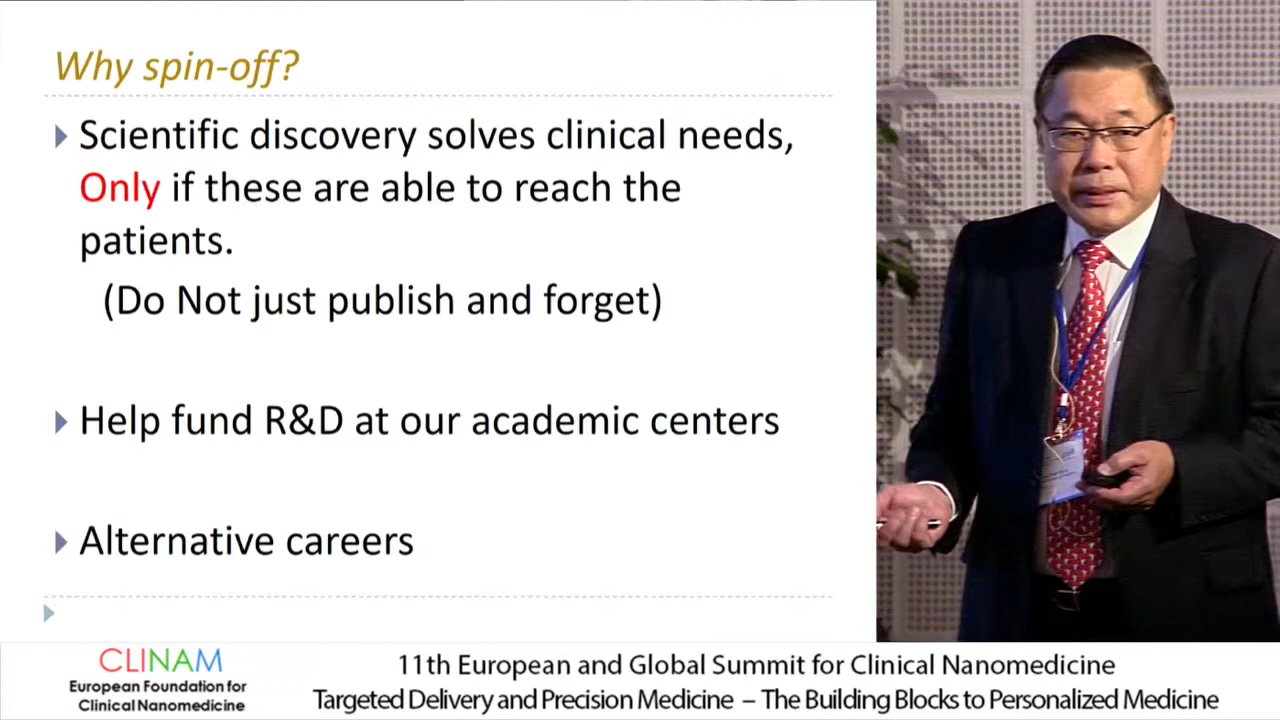 Why spin-off?
Scientific discovery solves clinical needs,
Only if these are able to reach the
patients.
(Do Not just publish and forget)
Help fund R&D at our academic centers
Alternative careers
CLINAM
European Foundation for
Clinical Nanomedicine
11th European and Global Summit for Clinical Nanomedicine
Targeted Delivery and Precision Medicine – The Building Blocks to Personalized Medicine